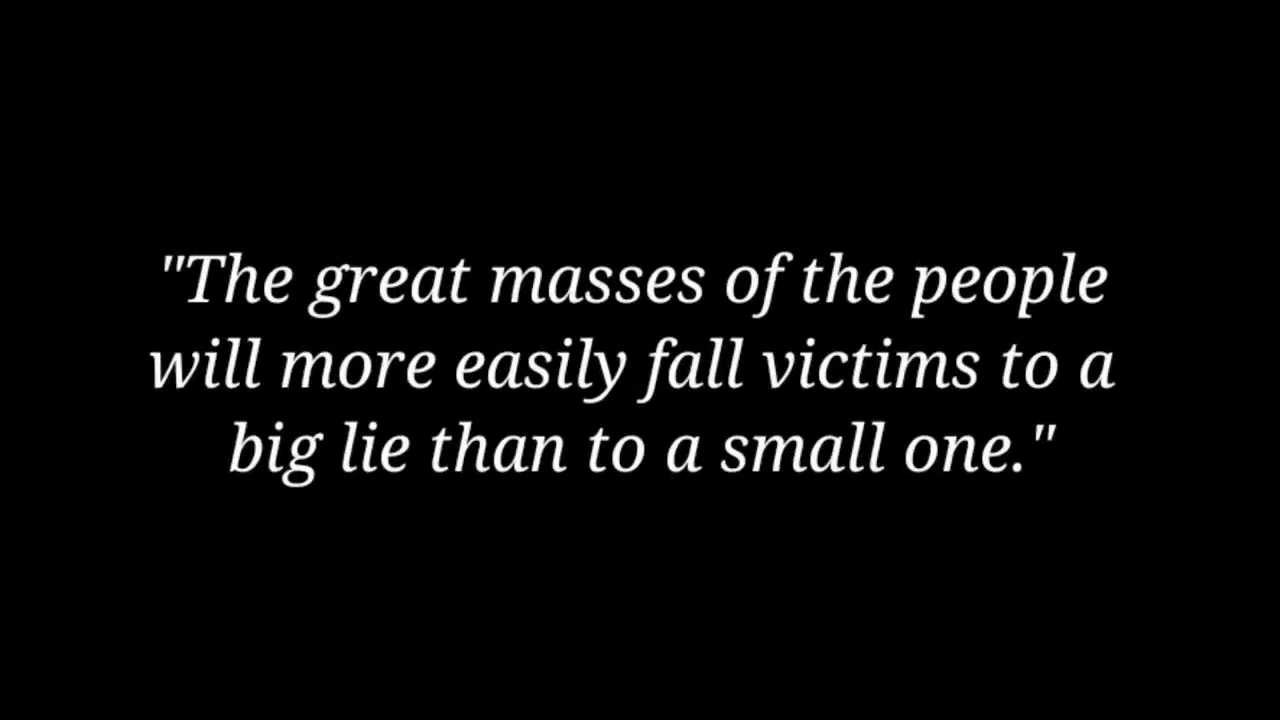 "The great masses of the people
will more easily fall victims to a
big lie than to a small one."